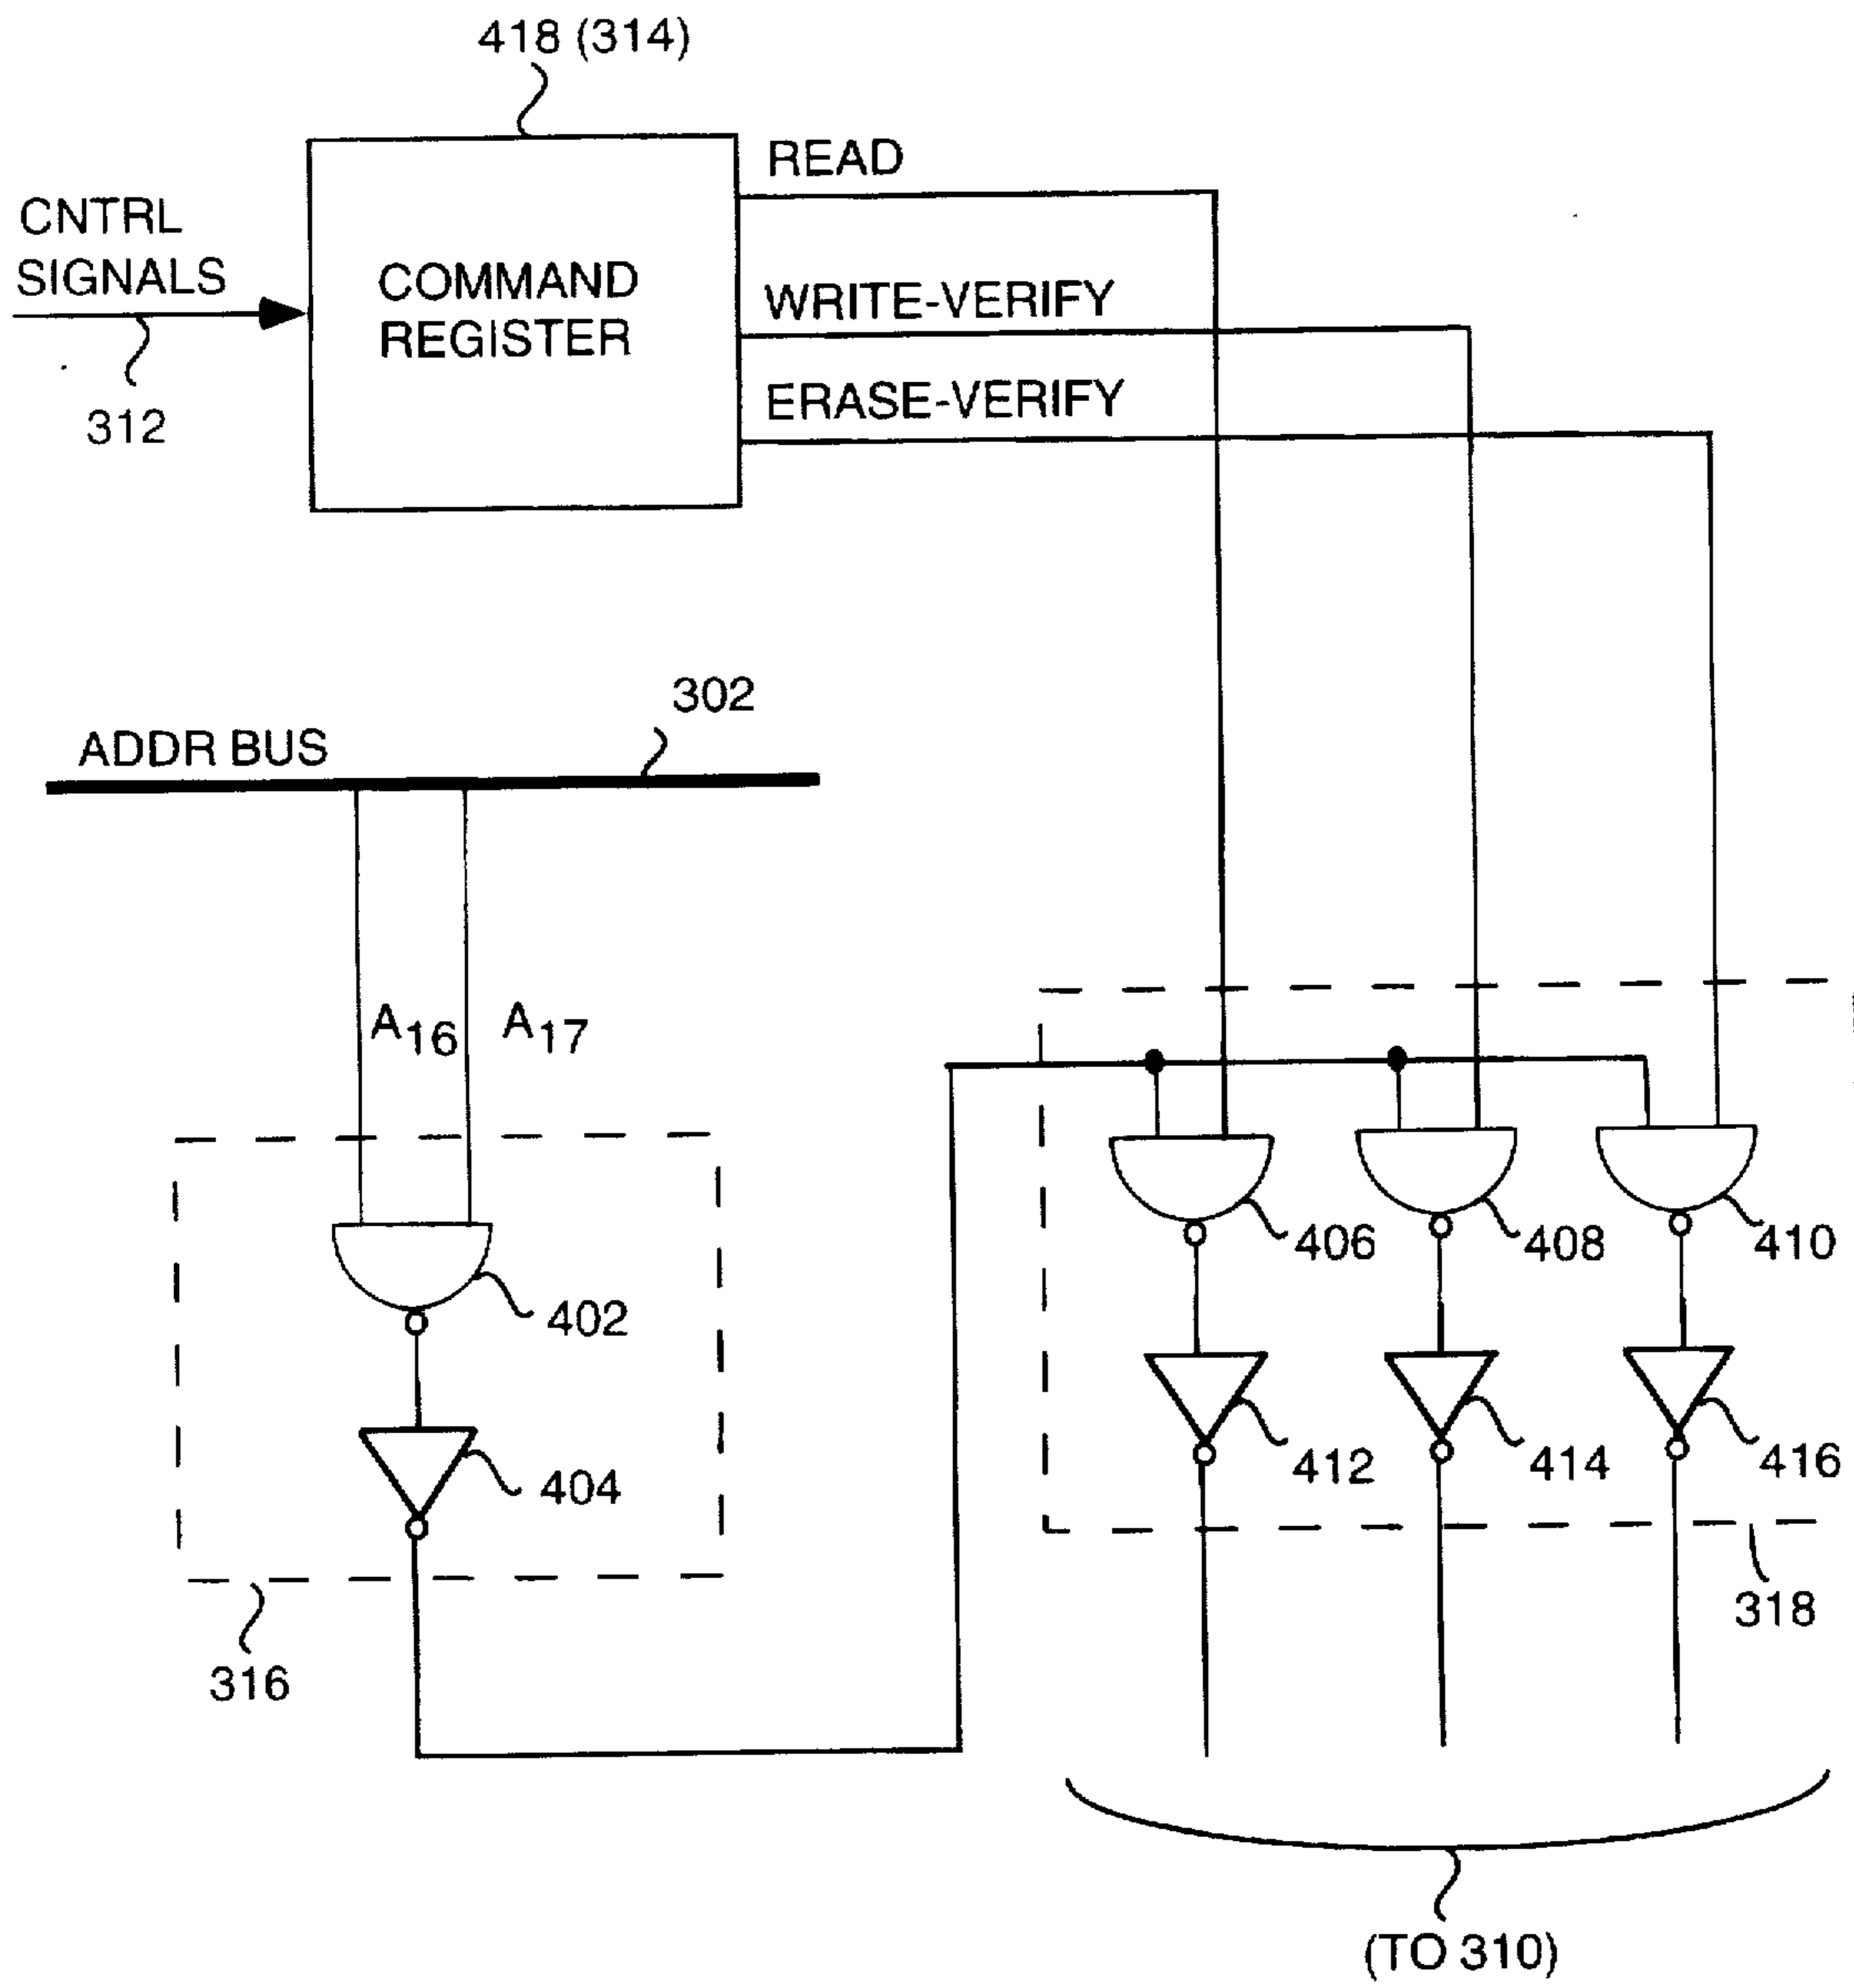 418 (314)
READ
CNTRL
SIGNALS
COMMAND
REGISTER
WRITE-VERIFY
ERASE-VERIFY
312
302
ADDR BUS
A16 A17
406 408 410
402
412 414 416
404
318
316
(TO 310)